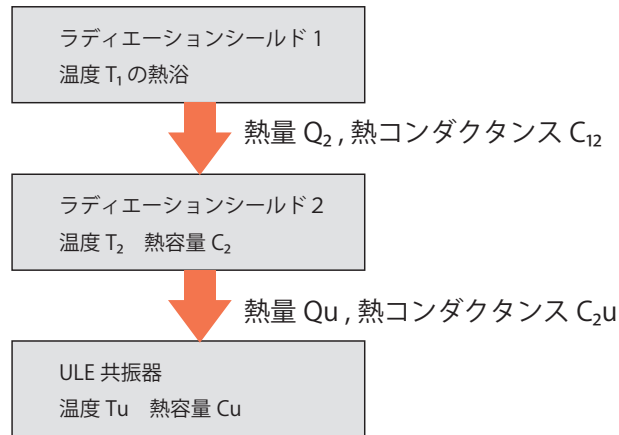 ラディエーションシールド 1
温度 T₁ の熱浴
熱量 Q₂ , 熱コンダクタンス C₁₂
ラディエーションシールド 2
温度 T₂　熱容量 C₂
熱量 Qu , 熱コンダクタンス C₂u
ULE 共振器
温度 Tu　熱容量 Cu